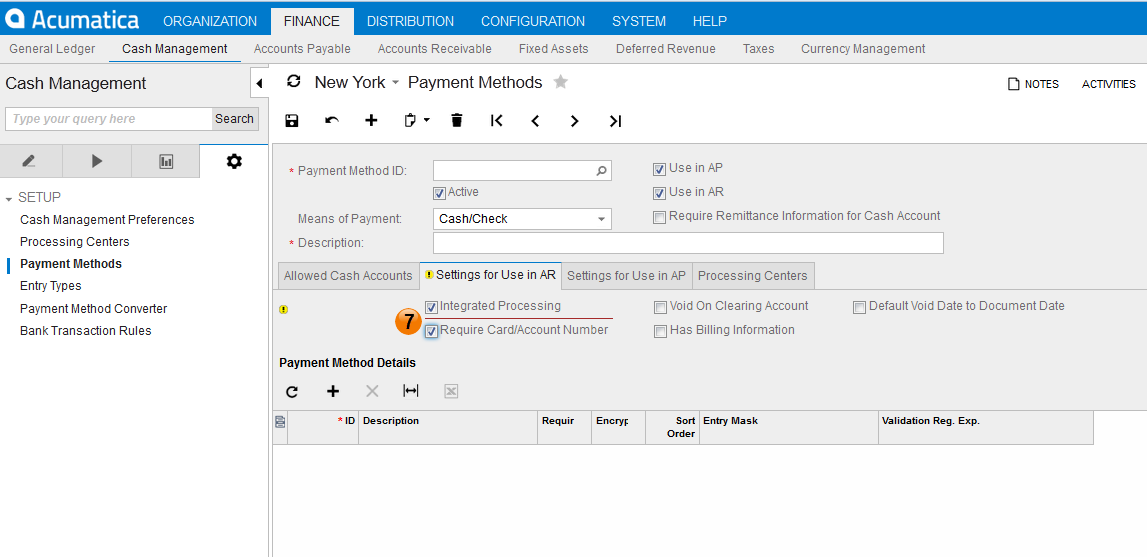 Acumatica ORGANIZATION FINANCE DISTRIBUTION CONFIGURATION SYSTEM HELP
General Ledger Cash Management Accounts Payable Accounts Receivable Fixed Assets Deferred Revenue Taxes Currency Management
Cash Management
New York Payment Methods
NOTES ACTIVITIES
Type your query here Search
* Payment Method ID:
Use in AP
Active
Use in AR
Means of Payment: Cash/Check
Require Remittance Information for Cash Account
* Description:
SETUP
Cash Management Preferences
Processing Centers
Payment Methods
Entry Types
Payment Method Converter
Bank Transaction Rules
Allowed Cash Accounts Settings for Use in AR Settings for Use in AP Processing Centers
Integrated Processing Void On Clearing Account Default Void Date to Document Date
7
Require Card/Account Number Has Billing Information
Payment Method Details
* ID Description Requir Encryp Sort Order Entry Mask Validation Reg. Exp.